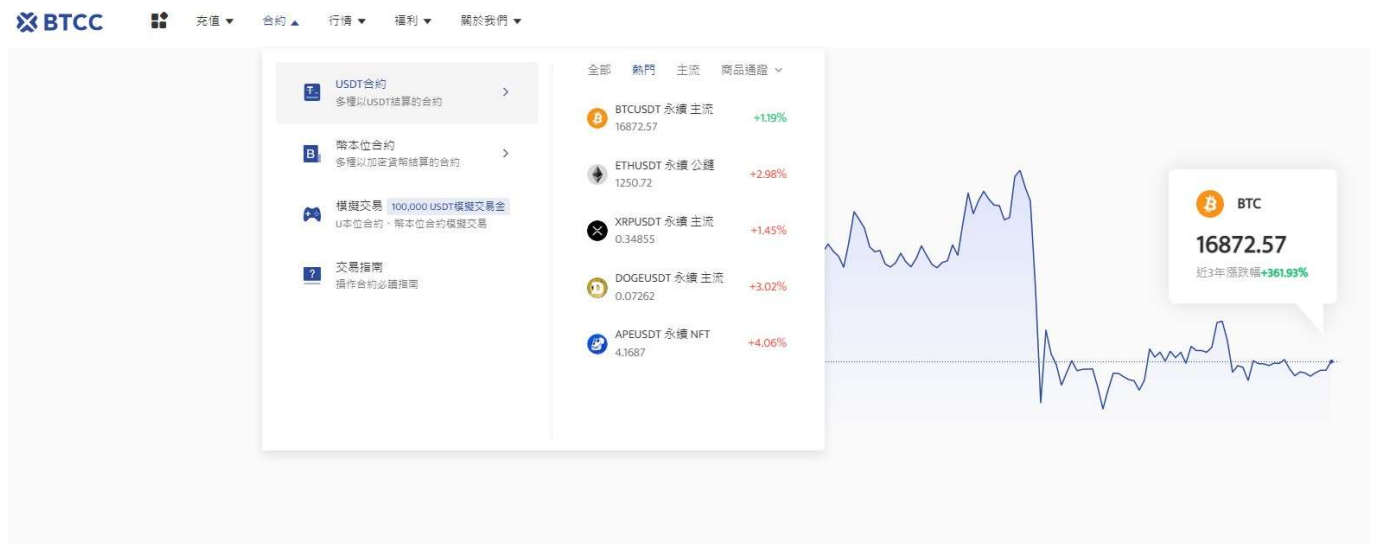 BTCC
充值 ▼
合約 ▲
行情 ▼
福利 ▼
關於我們 ▼
USDT合約
多種以USDT結算的合約
幣本位合約
多種以加密貨幣結算的合約
模擬交易 100,000 USDT模擬交易金
U本位合約、幣本位合約模擬交易
交易指南
操作合約必讀指南
全部 熱門 主流 商品通證
BTCUSDT 永續 主流
16872.57
+1.19%
ETHUSDT 永續 公鏈
1250.72
+2.98%
XRPUSDT 永續 主流
0.34855
+1.45%
DOGEUSDT 永續 主流
0.07262
+3.02%
APEUSDT 永續 NFT
4.1687
+4.06%
BTC
16872.57
近3年漲跌幅+361.93%